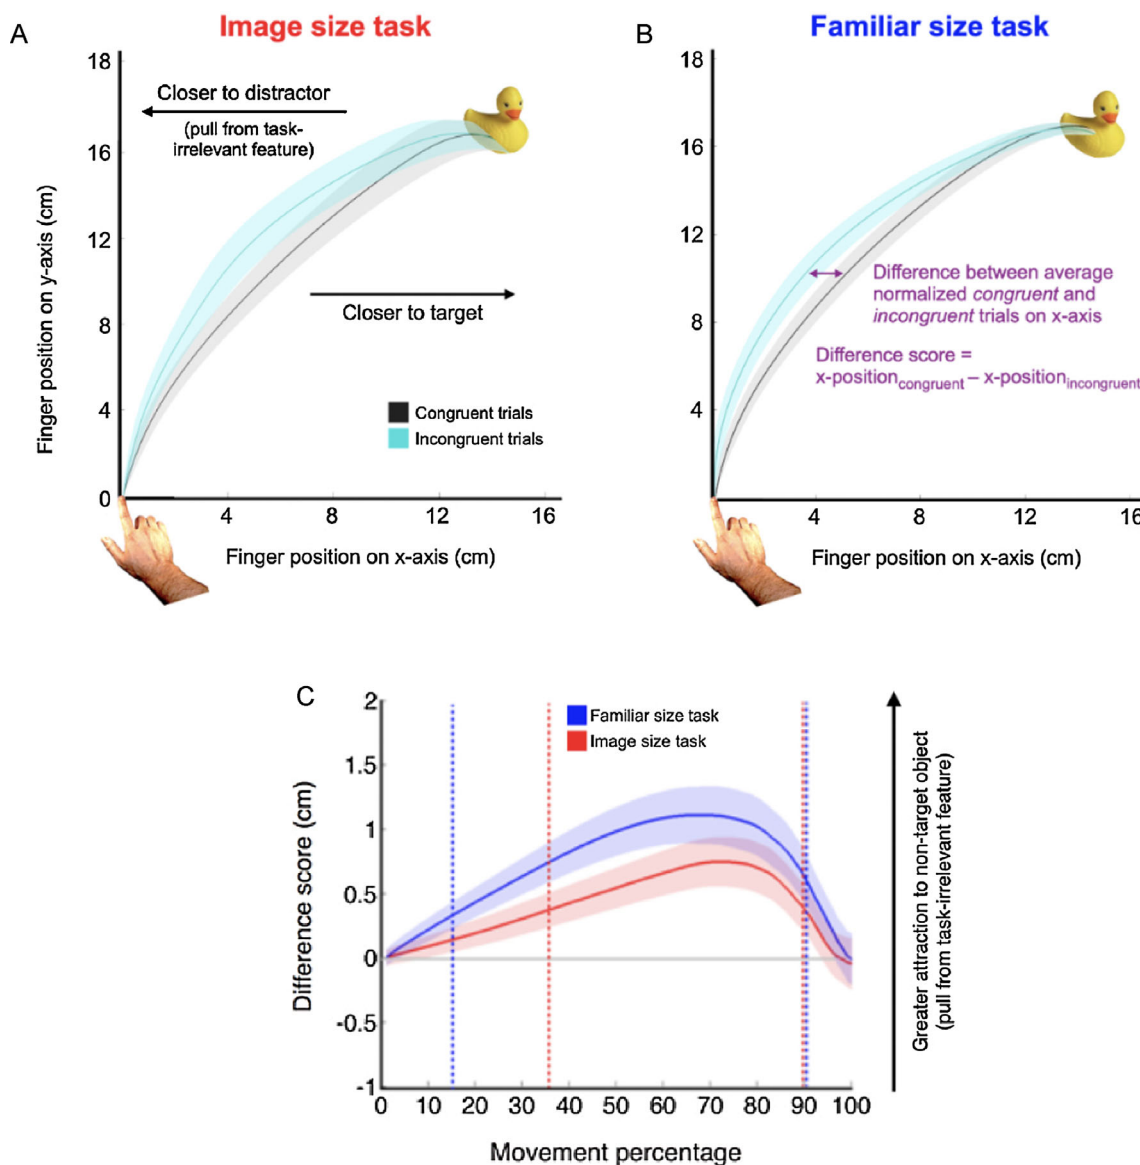 A
Image size task
18
16
12
8
4
0
Finger position on y-axis (cm)
Closer to distractor
(pull from task-
irrelevant feature)
Closer to target
Congruent trials
Incongruent trials
4
8
12
16
Finger position on x-axis (cm)
B
Familiar size task
18
16
12
8
4
Difference between average
normalized congruent and
incongruent trials on x-axis
Difference score =
x-position congruent – x-position incongruent
4
8
12
16
Finger position on x-axis (cm)
C
2
1.5
1
0.5
0
-0.5
-1
Difference score (cm)
Familiar size task
Image size task
0 10 20 30 40 50 60 70 80 90 100
Movement percentage
Greater attraction to non-target object
(pull from task-irrelevant feature)